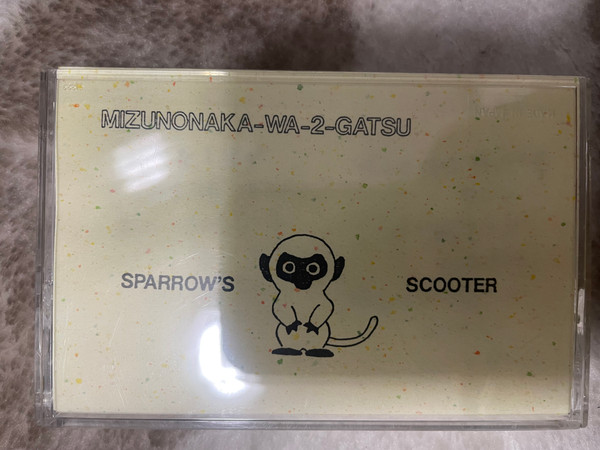 MIZUNONAKA-WA-2-GATSU
SPARROW'S SCOOTER